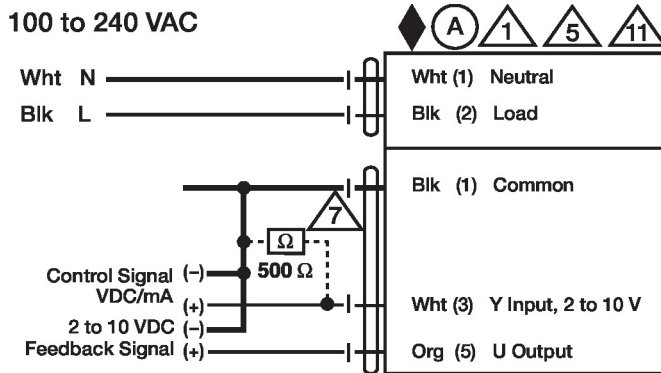 100 to 240 VAC
A 1 5 11
Wht N Wht (1) Neutral
Blk L Blk (2) Load
Blk (1) Common
7
Ω
500 Ω
Control Signal (–)
VDC/mA
(+) Wht (3) Y Input, 2 to 10 V
2 to 10 VDC (–)
Feedback Signal (+) Org (5) U Output